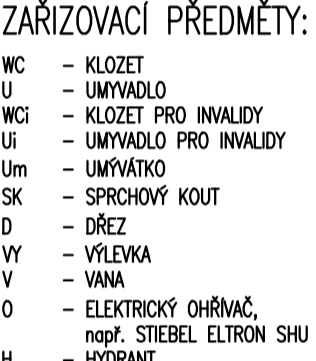 ZAŘIZOVACÍ PŘEDMĚTY:
WC – KLOZET
U – UMYVADLO
WCi – KLOZET PRO INVALIDY
Ui – UMYVADLO PRO INVALIDY
Um – UMÝVÁTKO
SK – SPRCHOVÝ KOUT
D – DŘEZ
VY – VÝLEVKA
V – VANA
O – ELEKTRICKÝ OHŘÍVAČ,
např. STIEBEL ELTRON SHU
H – HYDRANT